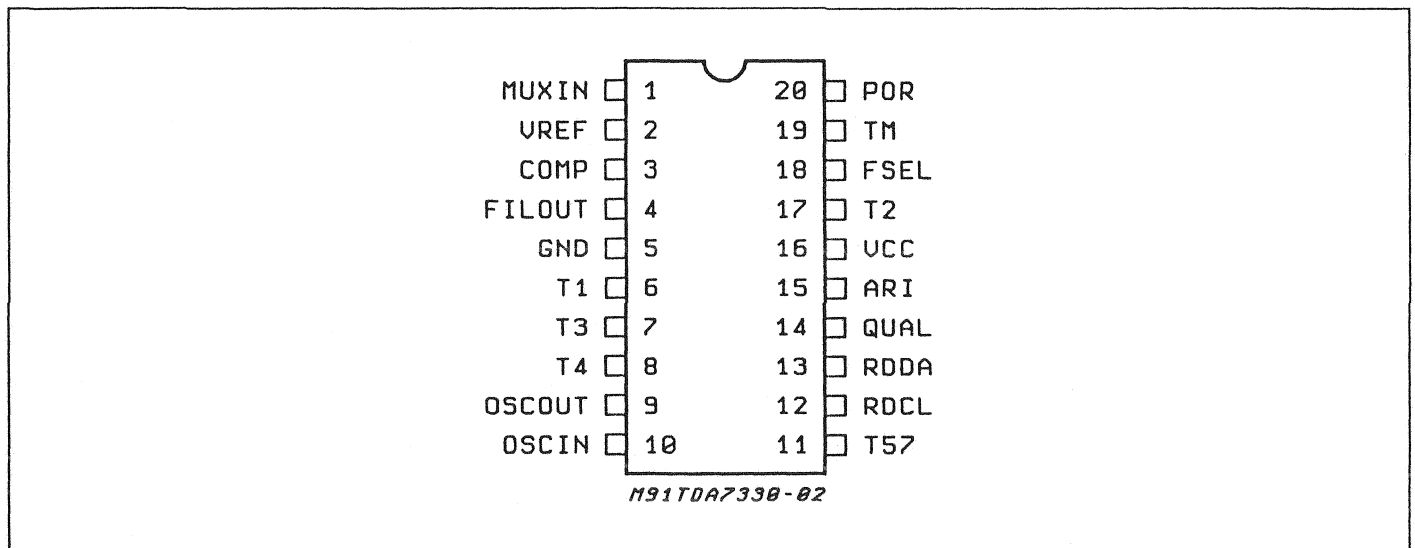 MUXIN 1 20 POR
VREF 2 19 TM
COMP 3 18 FSEL
FILOUT 4 17 T2
GND 5 16 VCC
T1 6 15 ARI
T3 7 14 QUAL
T4 8 13 RDDA
OSCOUT 9 12 RDCL
OSCIN 10 11 T57
M91TDA7330-02